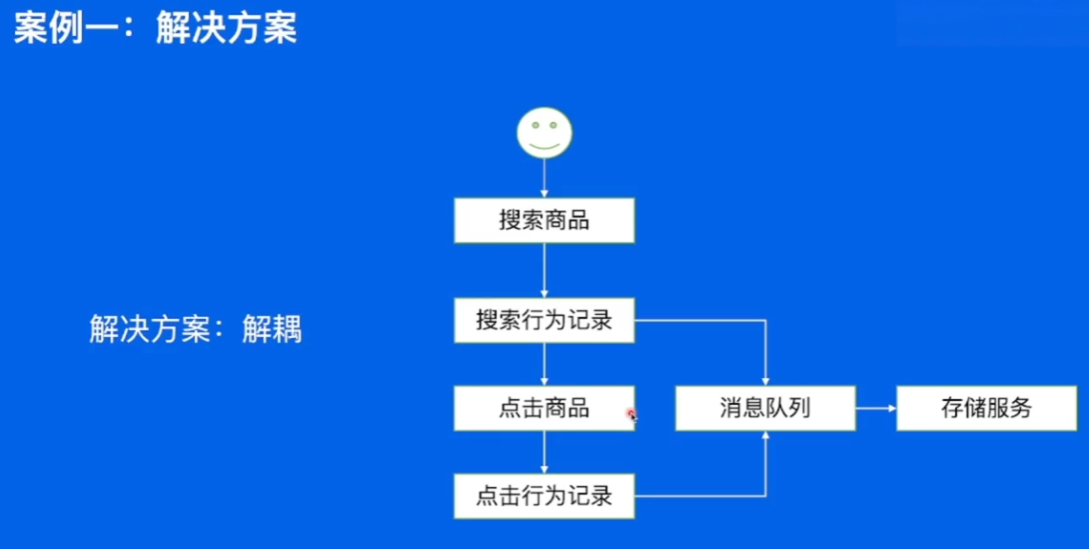 案例一：解决方案
搜索商品
搜索行为记录
解决方案：解耦
点击商品
消息队列
存储服务
点击行为记录